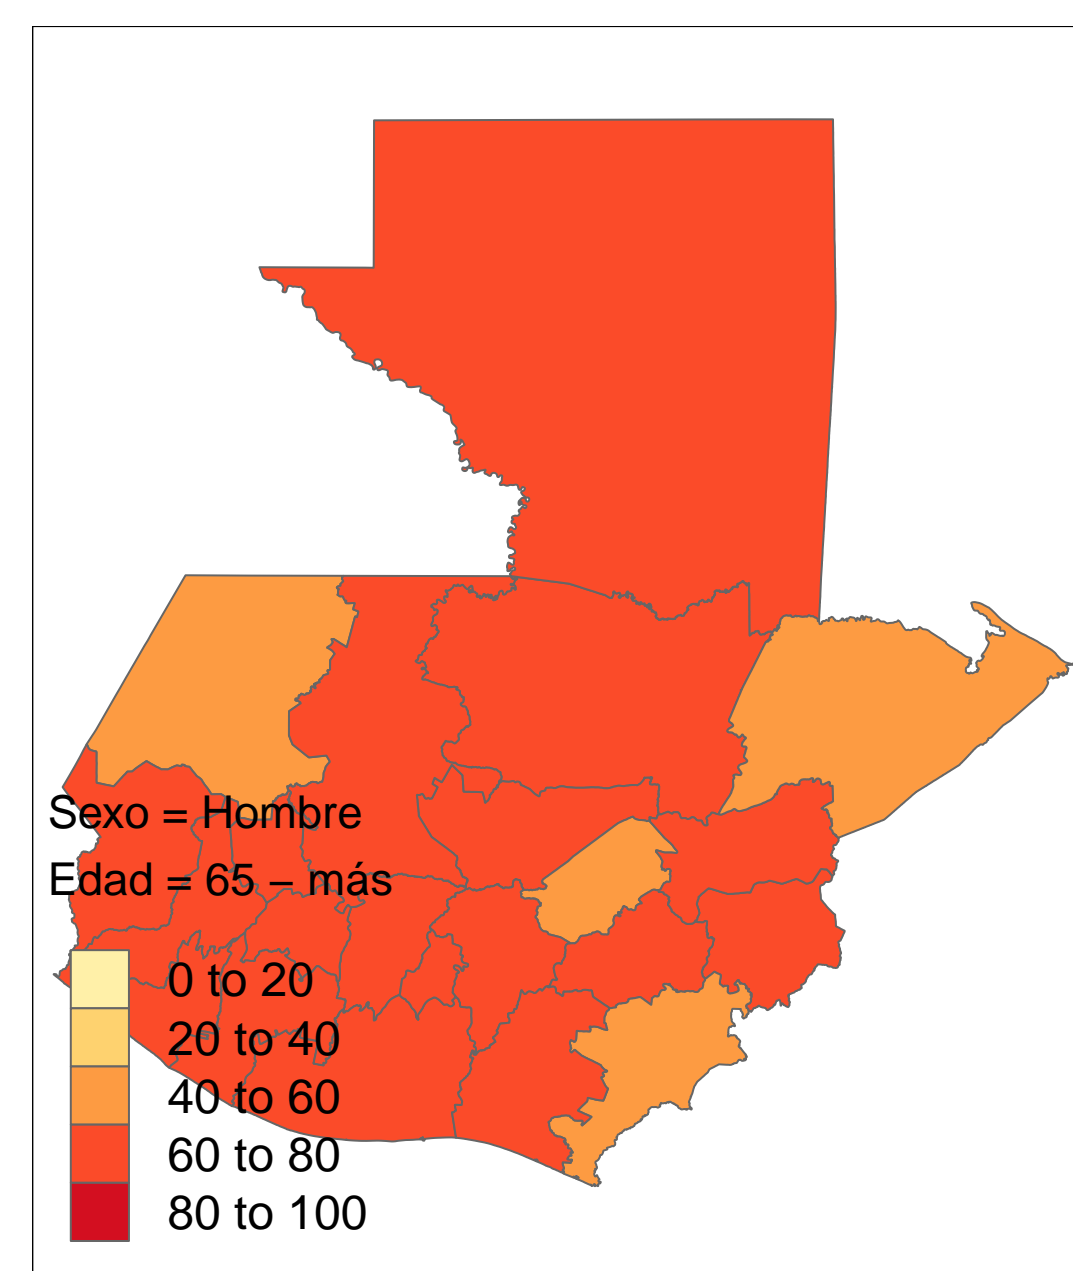 Sexo = Hombre
Edad = 65 – más
0 to 20
20 to 40
40 to 60
60 to 80
80 to 100